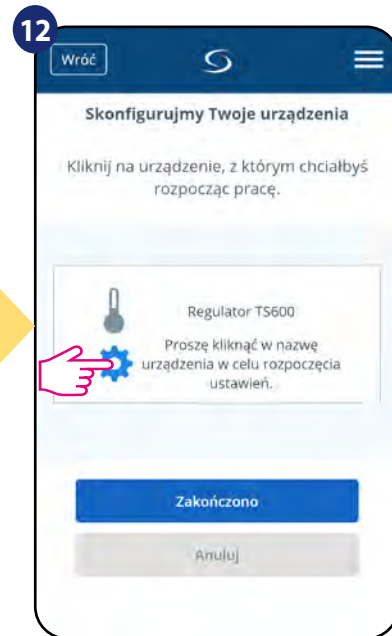 12
Wróć
Skonfigurujmy Twoje urządzenia
Kliknij na urządzenie, z którym chciałbyś
rozpocząc pracę.
Regulator TS600
Proszę kliknąć w nazwę
urządzenia w celu rozpoczęcia
ustawień.
Zakończono
Anuluj